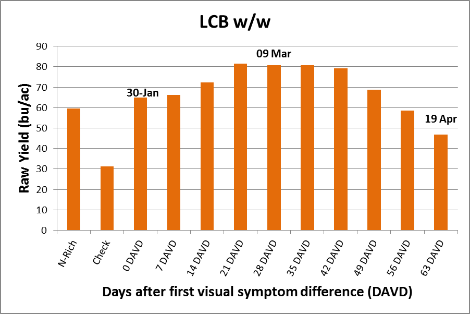 LCB w/w
Raw Yield (bu/ac)
90
80
70
60
50
40
30
20
10
0
30-Jan
09 Mar
19 Apr
N-Rich
Check
0 DAVD
7 DAVD
14 DAVD
21 DAVD
28 DAVD
35 DAVD
42 DAVD
49 DAVD
56 DAVD
63 DAVD
Days after first visual symptom difference (DAVD)